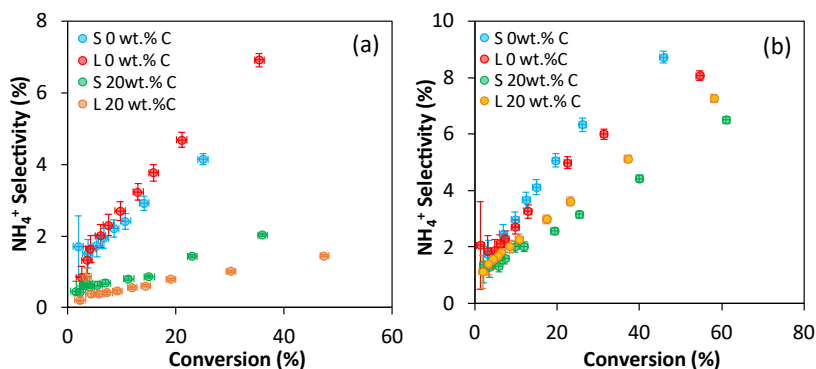 (a)
S 0 wt.% C
L 0 wt.% C
S 20wt.% C
L 20 wt.%C
NH₄⁺ Selectivity (%)
8
6
4
2
0
0 20 40 60
Conversion (%)
(b)
S 0wt.% C
L 0 wt.% C
S 20wt.% C
L 20 wt.% C
NH₄⁺ Selectivity (%)
10
8
6
4
2
0
0 20 40 60 80
Conversion (%)